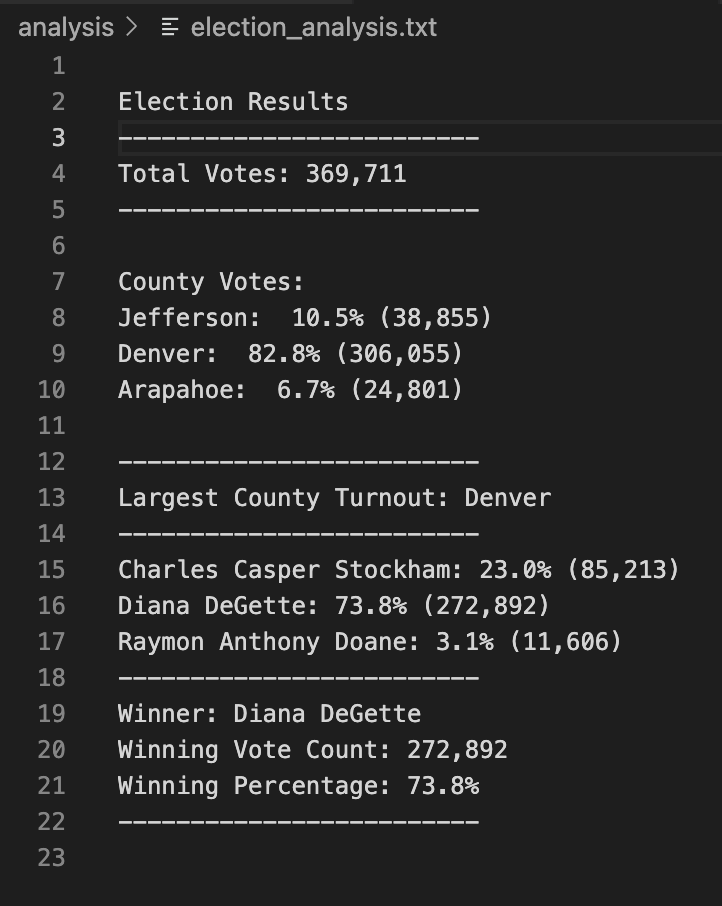 analysis > election_analysis.txt
1
2 Election Results
3 -------------------------
4 Total Votes: 369,711
5 -------------------------
6
7 County Votes:
8 Jefferson:  10.5% (38,855)
9 Denver:  82.8% (306,055)
10 Arapahoe:  6.7% (24,801)
11
12 -------------------------
13 Largest County Turnout: Denver
14 -------------------------
15 Charles Casper Stockham: 23.0% (85,213)
16 Diana DeGette: 73.8% (272,892)
17 Raymon Anthony Doane: 3.1% (11,606)
18 -------------------------
19 Winner: Diana DeGette
20 Winning Vote Count: 272,892
21 Winning Percentage: 73.8%
22 -------------------------
23